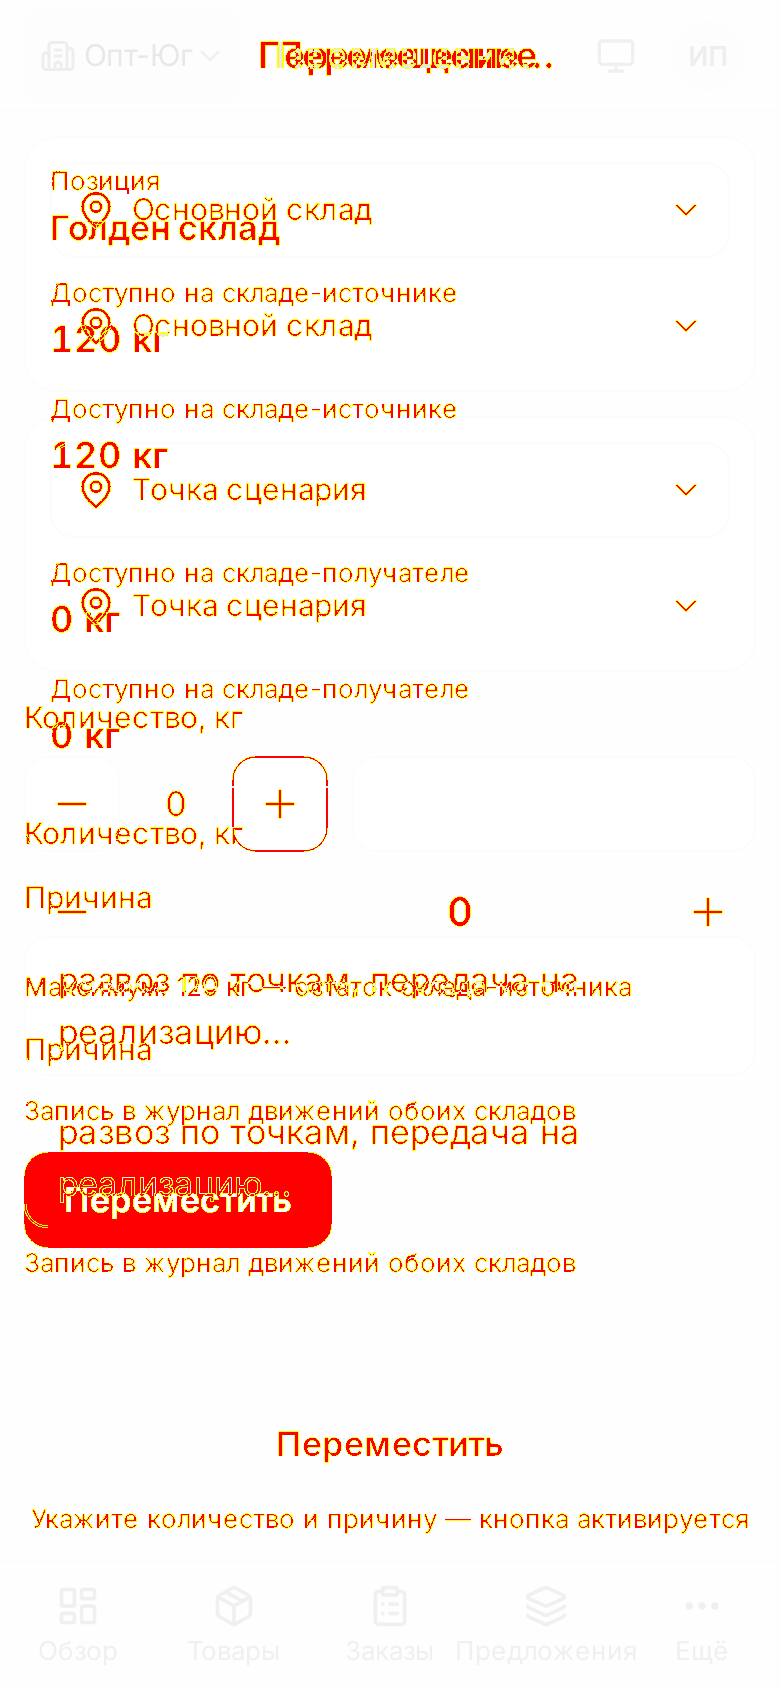 Опт-Юг
ИП
Позиция
Основной склад
Голден склад
Доступно на складе-источнике
Основной склад
120 кг
Доступно на складе-источнике
120 кг
Точка сценария
Доступно на складе-получателе
Точка сценария
0 кг
Доступно на складе-получателе
Количество, кг
0 кг
— 0 +
Количество, кг
Причина
— 0 +
развоз по точкам, передача на
Максимум: 120 кг — остаток склада-источника
реализацию...
Причина
Запись в журнал движений обоих складов
развоз по точкам, передача на
реализацию...
Переместить
Запись в журнал движений обоих складов
Переместить
Укажите количество и причину — кнопка активируется
Обзор
Товары
Заказы
Предложения
Ещё